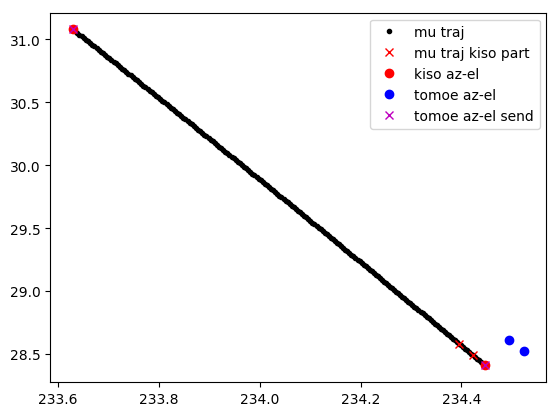 31.0
30.5
30.0
29.5
29.0
28.5
233.6
233.8
234.0
234.2
234.4
mu traj
mu traj kiso part
kiso az-el
tomoe az-el
tomoe az-el send